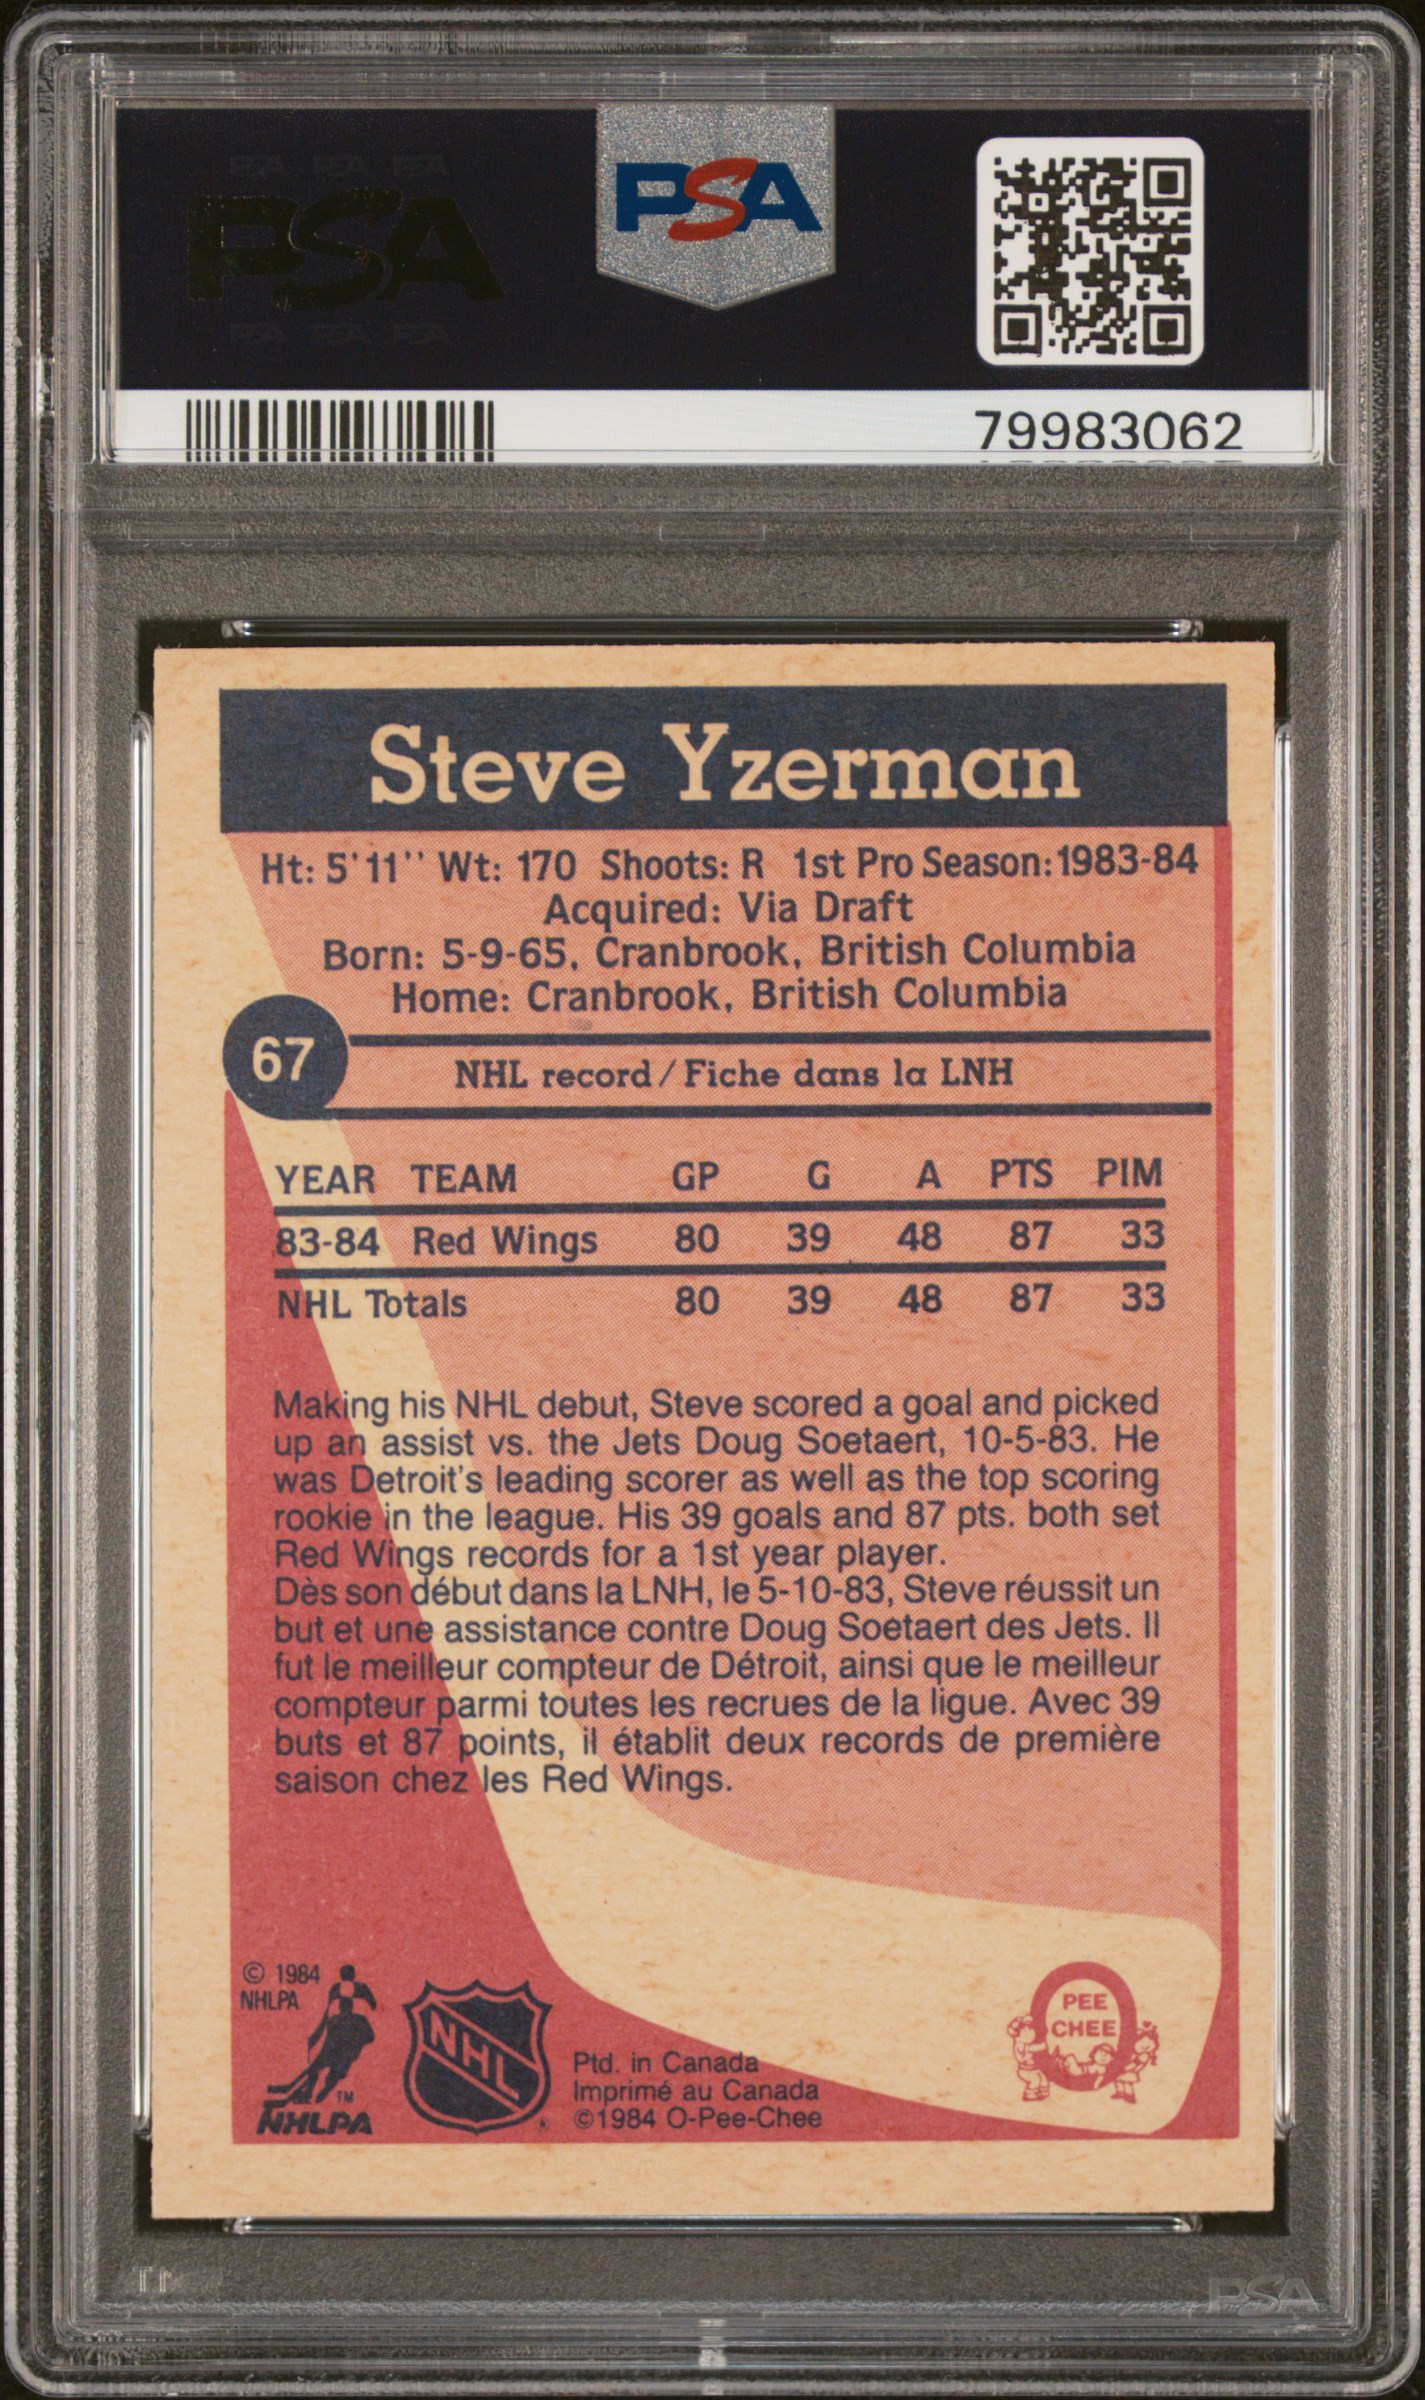 PSA PSA PSA
PSA
PSA PSA PSA
PSA
79983062
Steve Yzerman
Ht: 5'11'' Wt: 170 Shoots: R 1st Pro Season: 1983-84
Acquired: Via Draft
Born: 5-9-65, Cranbrook, British Columbia
Home: Cranbrook, British Columbia
67
NHL record / Fiche dans la LNH
YEAR TEAM GP G A PTS PIM
83-84 Red Wings 80 39 48 87 33
NHL Totals 80 39 48 87 33
Making his NHL debut, Steve scored a goal and picked
up an assist vs. the Jets Doug Soetaert, 10-5-83. He
was Detroit's leading scorer as well as the top scoring
rookie in the league. His 39 goals and 87 pts. both set
Red Wings records for a 1st year player.
Dès son début dans la LNH, le 5-10-83, Steve réussit un
but et une assistance contre Doug Soetaert des Jets. Il
fut le meilleur compteur de Détroit, ainsi que le meilleur
compteur parmi toutes les recrues de la ligue. Avec 39
buts et 87 points, il établit deux records de première
saison chez les Red Wings.
© 1984
NHLPA
TM
NHLPA
NHL
Ptd. in Canada
Imprimé au Canada
©1984 O-Pee-Chee
PEE
CHEE
PSA